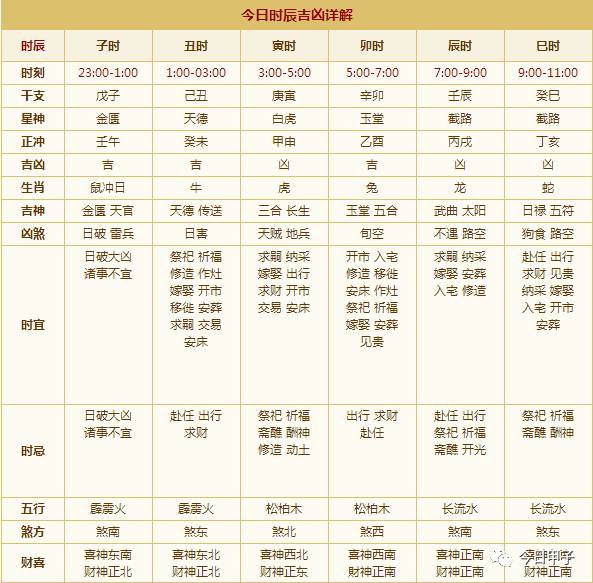 今日时辰吉凶详解
时辰 子时 丑时 寅时 卯时 辰时 巳时
时刻 23:00-1:00 1:00-03:00 3:00-5:00 5:00-7:00 7:00-9:00 9:00-11:00
干支 戊子 己丑 庚寅 辛卯 壬辰 癸巳
星神 金匮 天德 白虎 玉堂 截路 截路
正冲 壬午 癸未 甲申 乙酉 丙戌 丁亥
吉凶 吉 吉 凶 吉 凶 凶
生肖 鼠冲日 牛 虎 兔 龙 蛇
吉神 金匮 天官 天德 传送 三合 长生 玉堂 五合 武曲 太阳 日禄 五符
凶煞 日破 雷兵 日害 天贼 地兵 旬空 不遇 路空 狗食 路空
时宜
日破大凶
诸事不宜
祭祀 祈福
修造 作灶
嫁娶 开市
移徙 安葬
求嗣 交易
安床
求嗣 纳采
嫁娶 出行
求财 开市
交易 安床
开市 入宅
修造 移徙
安床 作灶
祭祀 祈福
嫁娶 安葬
见贵
求嗣 纳采
嫁娶 安葬
入宅 修造
赴任 出行
求财 见贵
纳采 嫁娶
入宅 开市
安葬
时忌
日破大凶
诸事不宜
赴任 出行
求财
祭祀 祈福
斋醮 酬神
修造 动土
出行 求财
赴任
赴任 出行
祭祀 祈福
斋醮 开光
祭祀 祈福
斋醮 酬神
五行 霹雳火 霹雳火 松柏木 松柏木 长流水 长流水
煞方 煞南 煞东 煞北 煞西 煞南 煞东
财喜
喜神东南
财神正北
喜神东北
财神正北
喜神西北
财神正东
喜神西南
財神正南
喜神正南
財神正南
喜神东南
财神正南
今日甲子